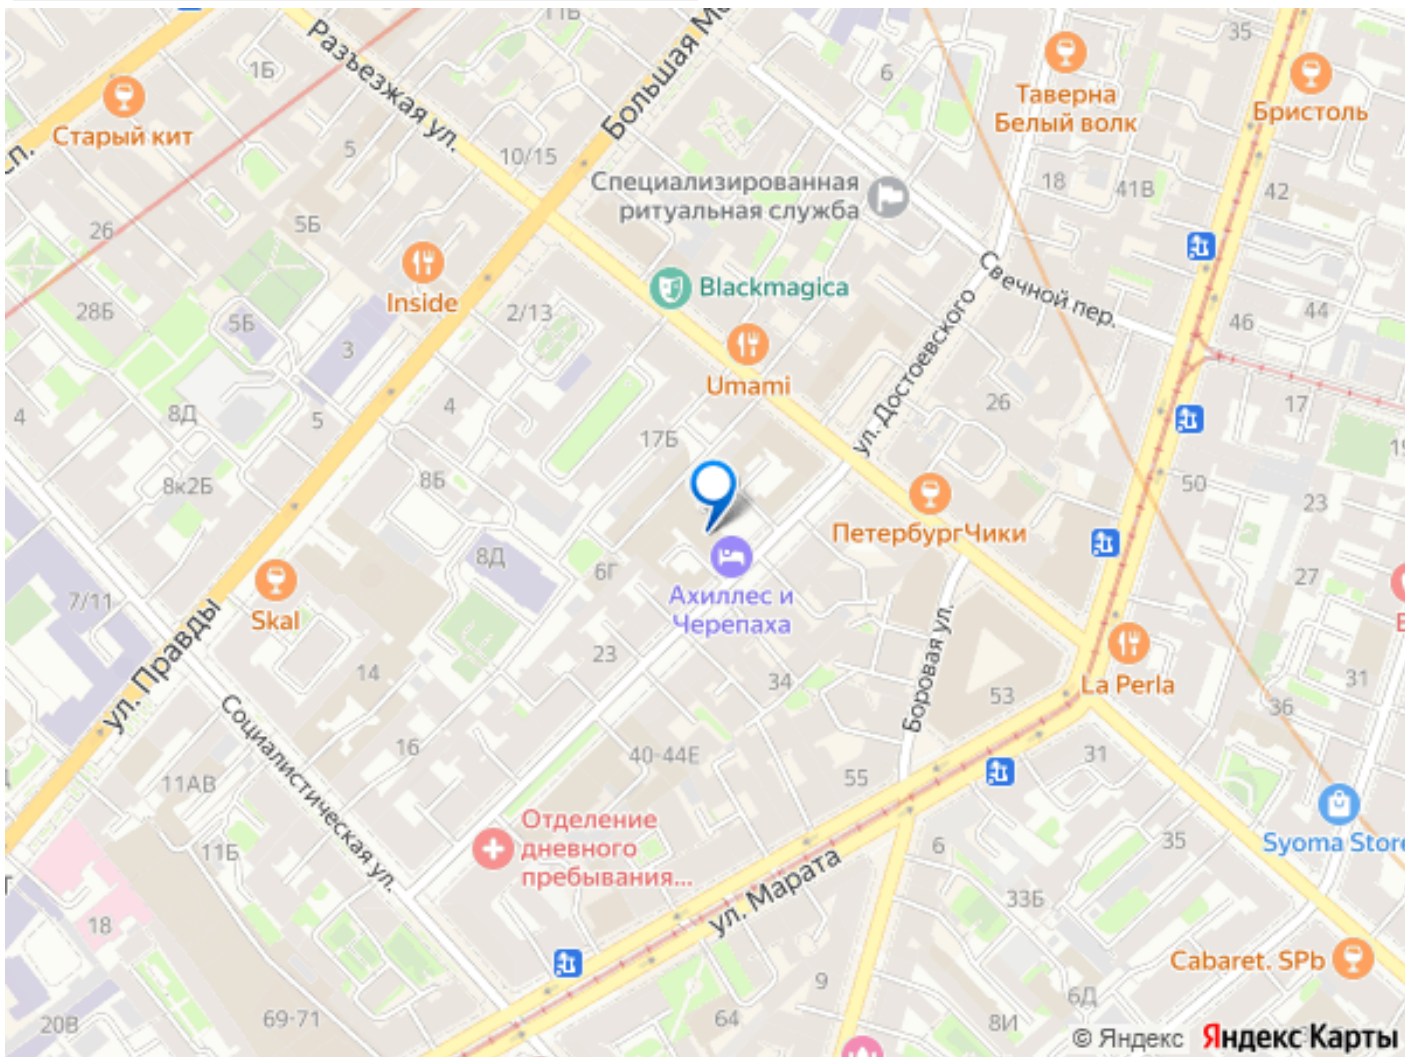 11В
Разъезжая ул.
1Б
Большая Мо
6
35
Таверна
Белый волк
Бристоль
Старый кит
сп.
5
10/15
Специализированная
ритуальная служба
18
41В
42
26
5Б
Inside
Blackmagica
Свечной пер.
28Б
5Б
2/13
3
Umami
ул. Достоевского
46
44
4
8Д
5
4
17Б
26
17
19
8к2Б
8Б
50
23
ПетербургЧики
8Д
6Г
Ахиллес и
Черепаха
27
7/11
Skal
ул. Правды
14
23
34
Боровая ул.
53
La Perla
31
36
Социалистическая ул.
16
40-44Е
55
31
11АВ
Отделение
дневного
пребывания...
11Б
6
35
Syoma Store
ул. Марата
33Б
18
Cabaret. SPb
9
6Д
20В
69-71
64
8И
© Яндекс Яндекс Карты